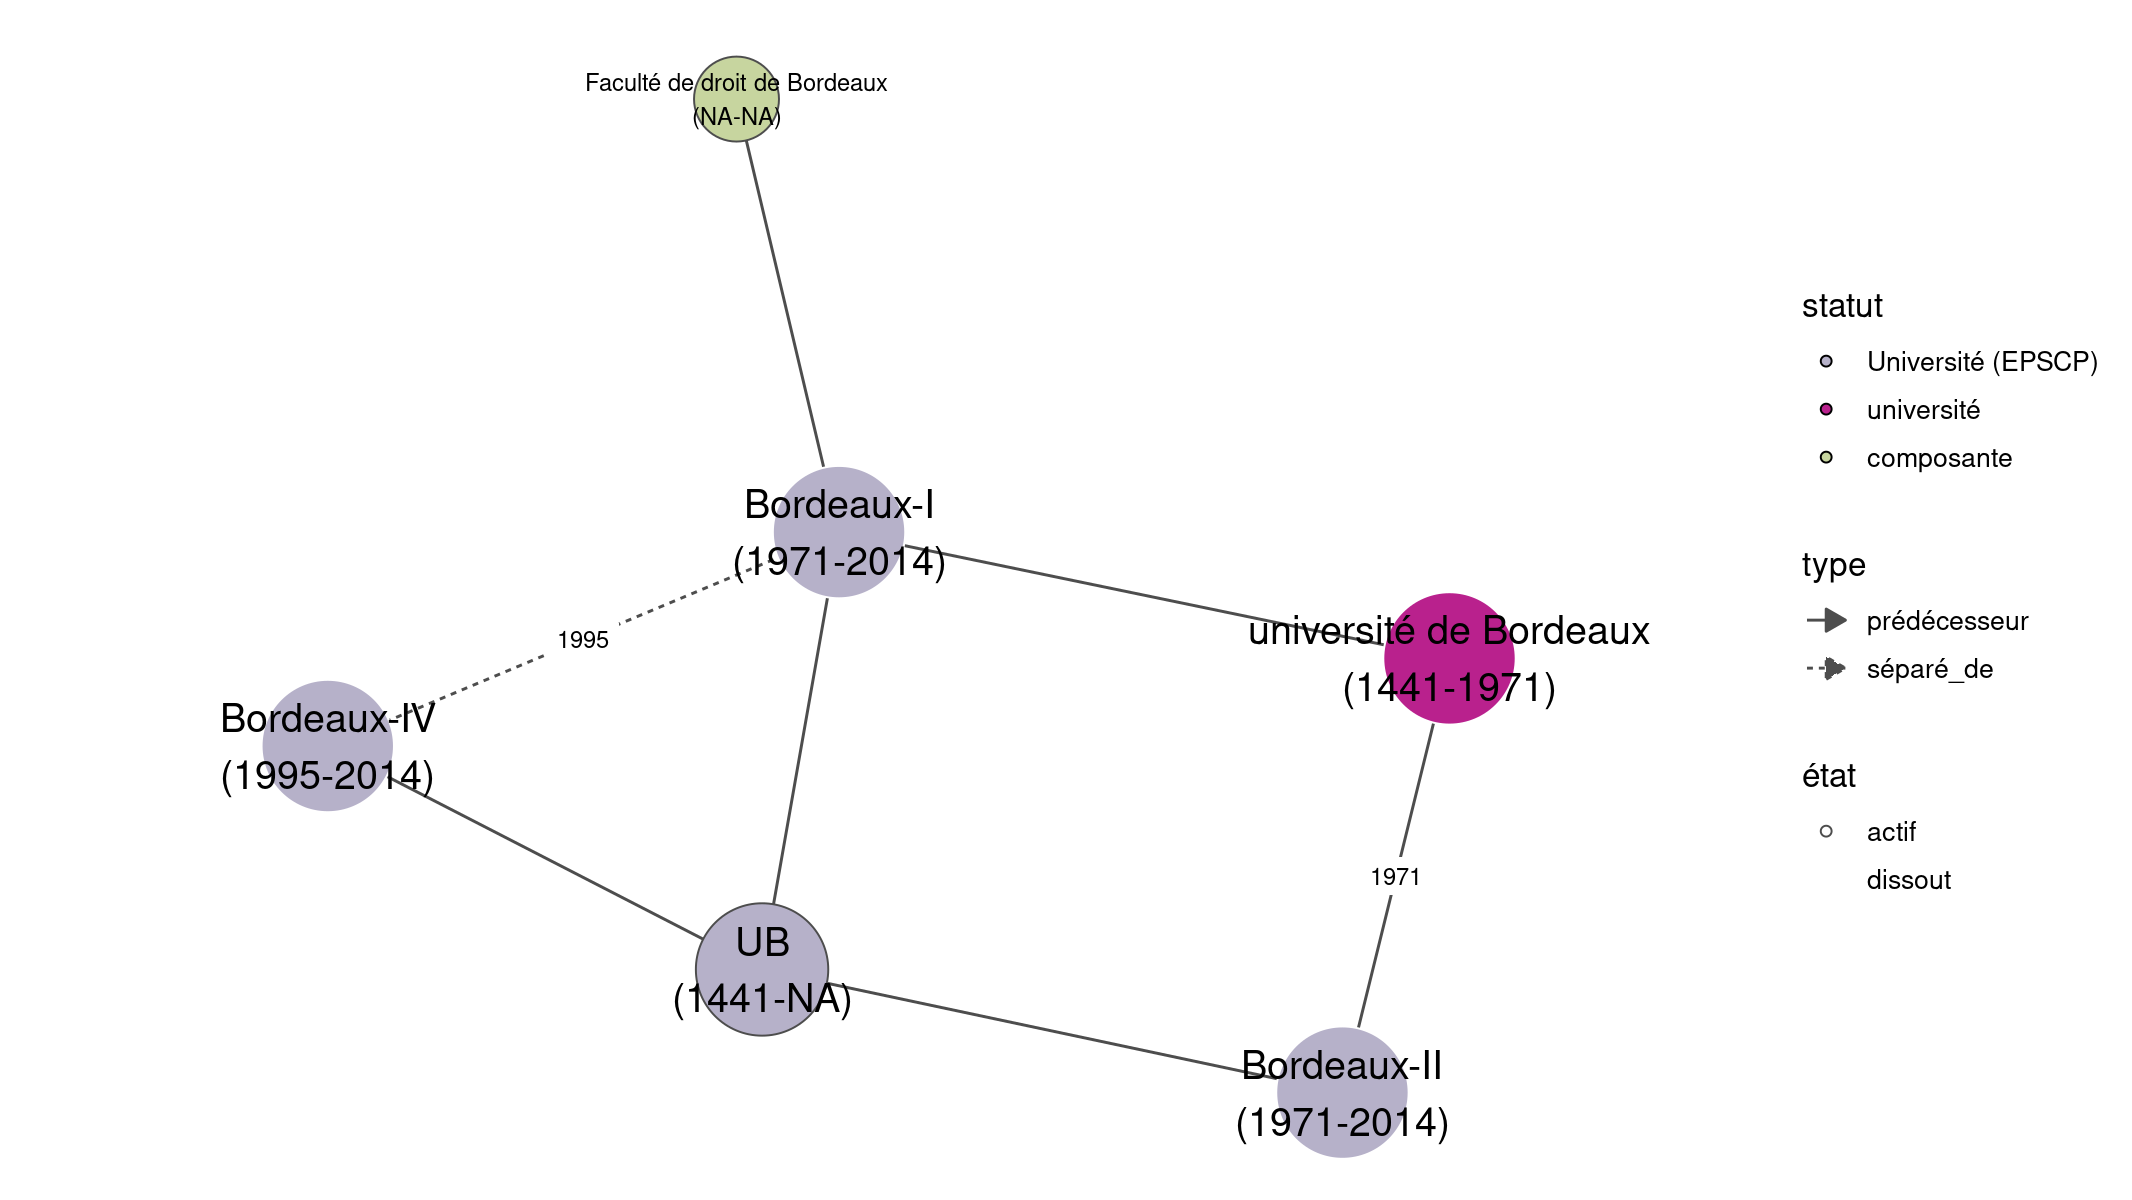 Faculté de droit de Bordeaux
(NA-NA)
Bordeaux-I
(1971-2014)
université de Bordeaux
(1441-1971)
1995
Bordeaux-IV
(1995-2014)
1971
UB
(1441-NA)
Bordeaux-II
(1971-2014)
statut
Université (EPSCP)
université
composante
type
prédécesseur
séparé_de
état
actif
dissout